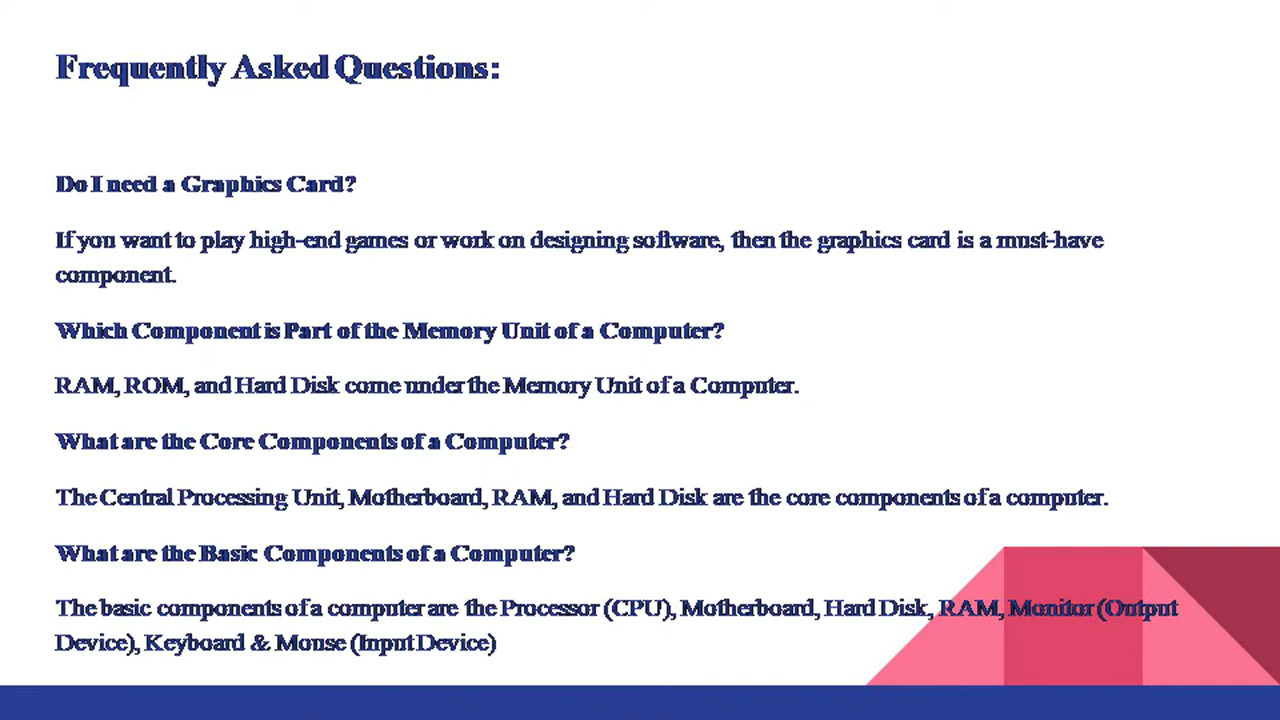 Frequently Asked Questions:
Do I need a Graphics Card?
If you want to play high-end games or work on designing software, then the graphics card is a must-have
component.
Which Component is Part of the Memory Unit of a Computer?
RAM, ROM, and Hard Disk come under the Memory Unit of a Computer.
What are the Core Components of a Computer?
The Central Processing Unit, Motherboard, RAM, and Hard Disk are the core components of a computer.
What are the Basic Components of a Computer?
The basic components of a computer are the Processor (CPU), Motherboard, Hard Disk, RAM, Monitor (Output
Device), Keyboard & Mouse (Input Device)